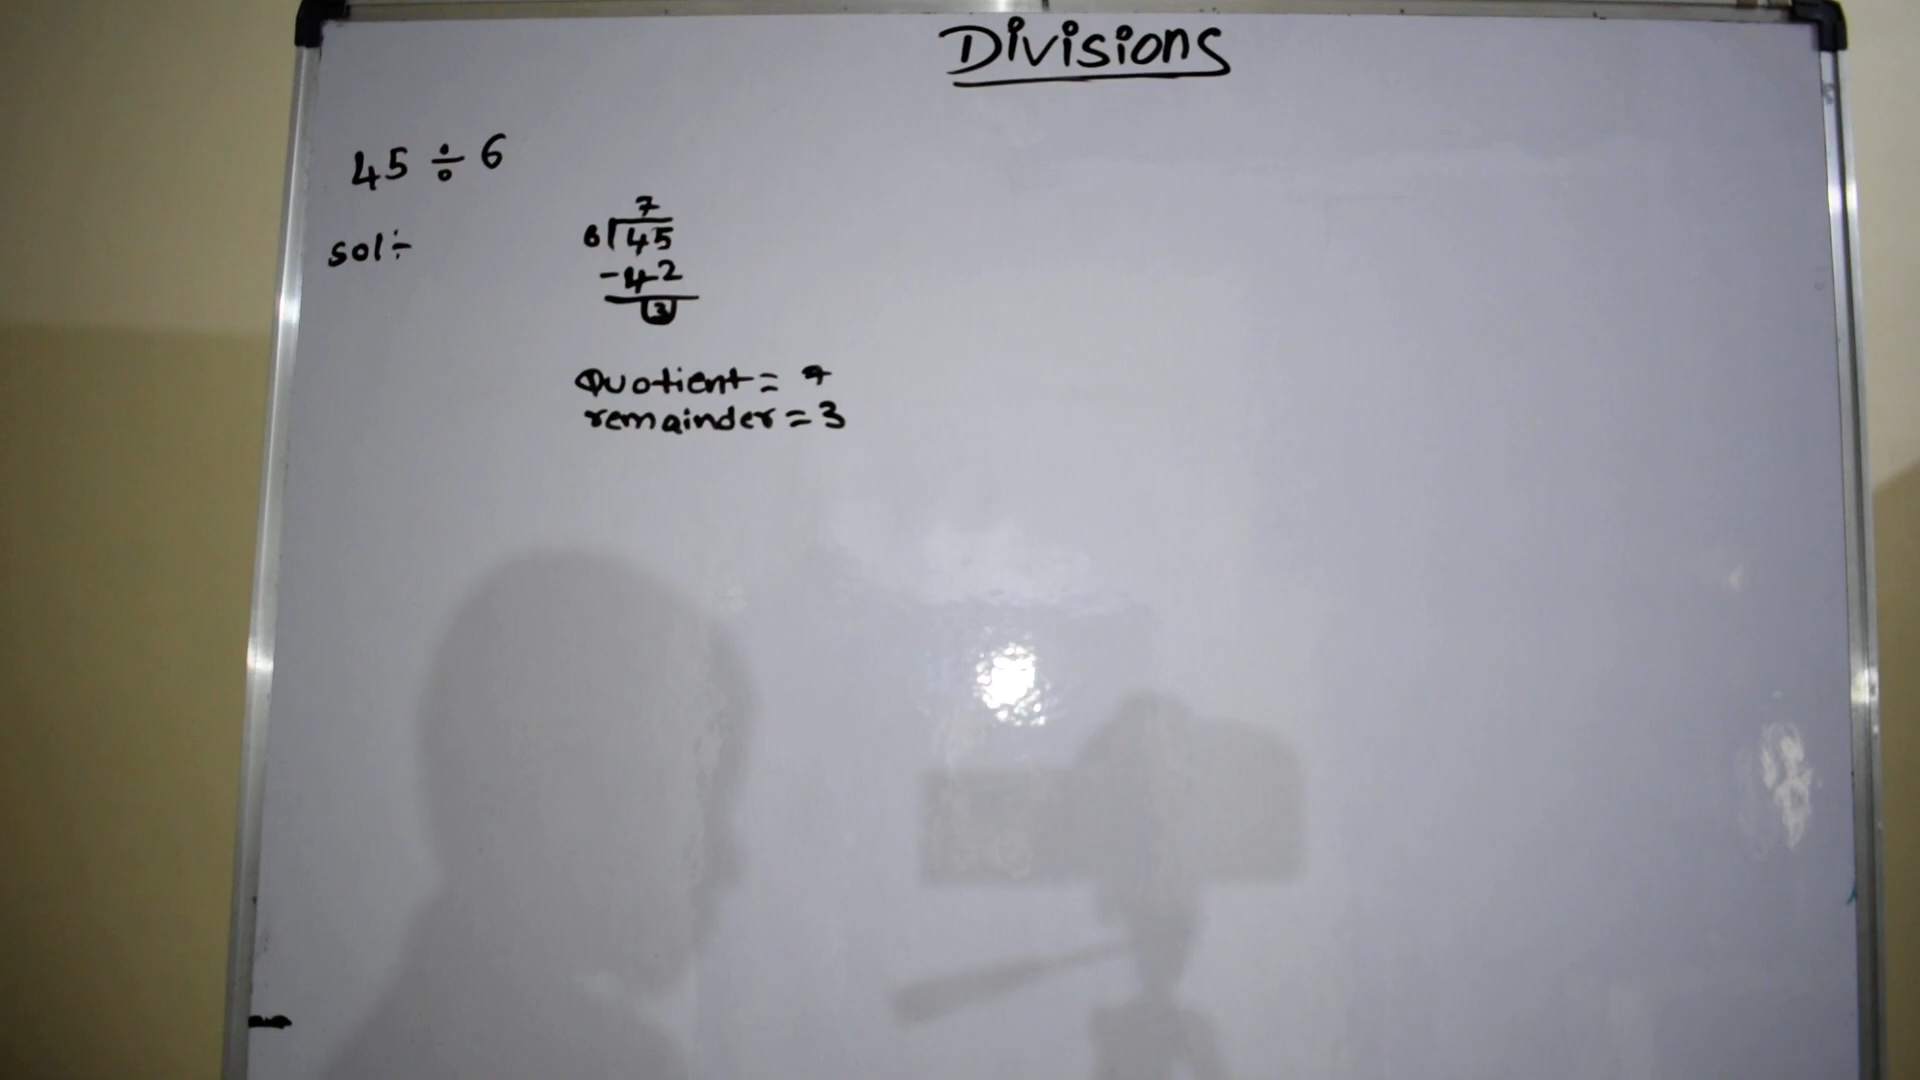 Divisions
45 ÷ 6
sol÷
7
6 45
-42
3
Quotient = 7
remainder = 3